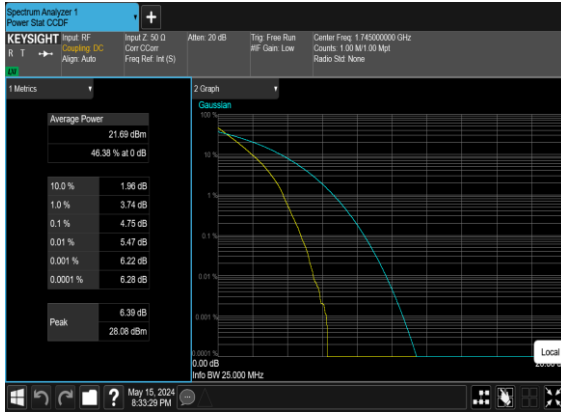 Spectrum Analyzer 1
Power Stat CCDF
+
KEYSIGHT
R T
LXI
Input: RF
Coupling: DC
Align: Auto
Input Z: 50 Ω
Corr CCorr
Freq Ref: Int (S)
Atten: 20 dB
Trig: Free Run
#IF Gain: Low
Center Freq: 1.745000000 GHz
Counts: 1.00 M/1.00 Mpt
Radio Std: None
1 Metrics
Average Power
21.69 dBm
46.38 % at 0 dB
10.0 % 1.96 dB
1.0 % 3.74 dB
0.1 % 4.75 dB
0.01 % 5.47 dB
0.001 % 6.22 dB
0.0001 % 6.28 dB
Peak
6.39 dB
28.08 dBm
2 Graph
Gaussian
100 %
10 %
1 %
0.1 %
0.01 %
0.001 %
0.0001 %
0.00 dB
Info BW 25.000 MHz
Local
?
May 15, 2024
8:33:29 PM